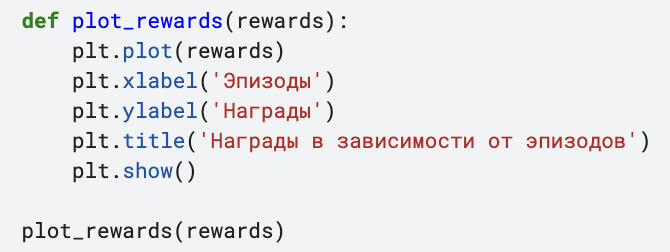 def plot_rewards(rewards):
    plt.plot(rewards)
    plt.xlabel('Эпизоды')
    plt.ylabel('Награды')
    plt.title('Награды в зависимости от эпизодов')
    plt.show()

plot_rewards(rewards)